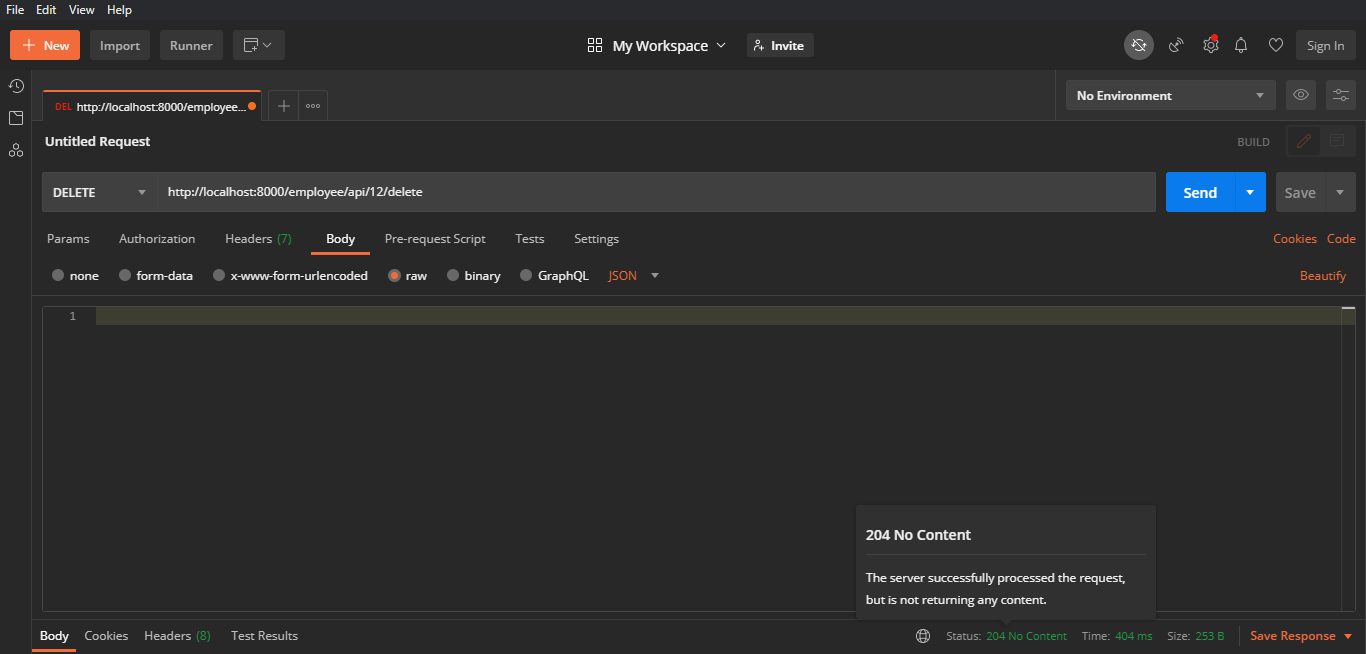 File Edit View Help
New Import Runner My Workspace Invite Sign In
DEL http://localhost:8000/employee... No Environment
Untitled Request BUILD
DELETE http://localhost:8000/employee/api/12/delete Send Save
Params Authorization Headers (7) Body Pre-request Script Tests Settings Cookies Code
none form-data x-www-form-urlencoded raw binary GraphQL JSON Beautify
1
204 No Content
The server successfully processed the request,
but is not returning any content.
Body Cookies Headers (8) Test Results Status: 204 No Content Time: 404 ms Size: 253 B Save Response